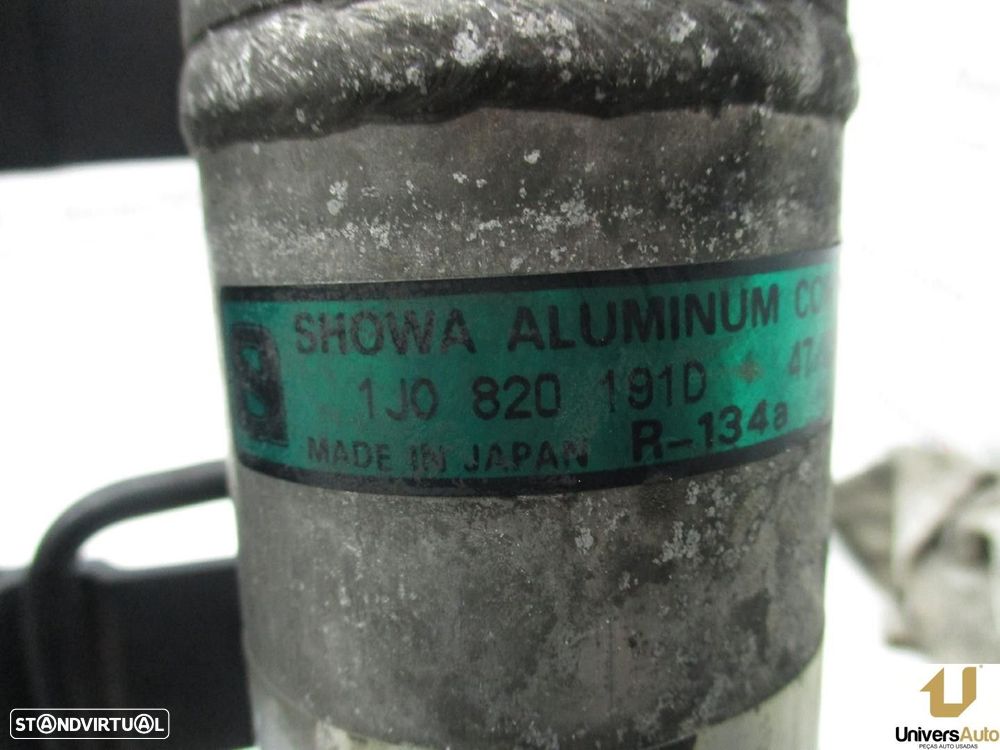 SHOWA ALUMINUM
1J0 820 191D
MADE IN JAPAN R-134a
STANDVIRTUAL
UniversAuto
PEÇAS AUTO USADAS